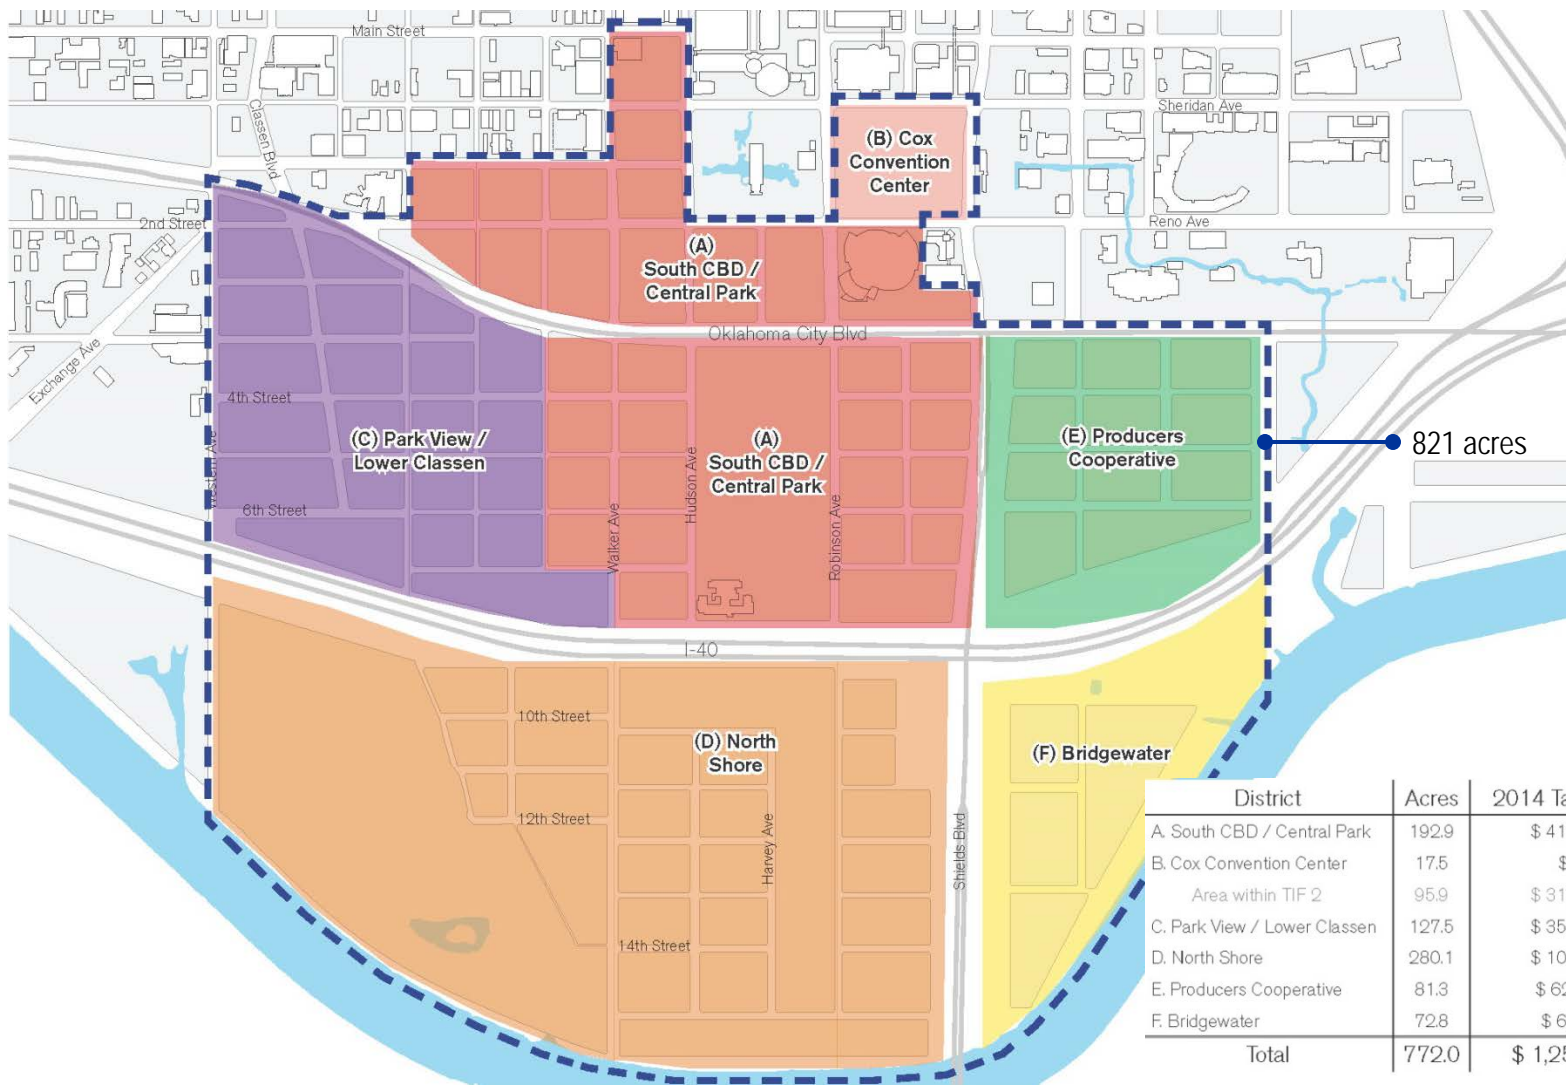 Main Street
Sheridan Ave
Classen Blvd
(B) Cox
Convention
Center
2nd Street
Reno Ave
(A)
South CBD /
Central Park
Oklahoma City Blvd
Exchange Ave
4th Street
(C) Park View /
Lower Classen
(A)
South CBD /
Central Park
(E) Producers
Cooperative
821 acres
Western Ave
Hudson Ave
6th Street
Walker Ave
Robinson Ave
I-40
10th Street
(D) North
Shore
(F) Bridgewater
12th Street
Harvey Ave
Shields Blvd
14th Street
District Acres 2014 Ta
A. South CBD / Central Park 192.9 $ 41
B. Cox Convention Center 17.5 $
Area within TIF 2 95.9 $ 31
C. Park View / Lower Classen 127.5 $ 35
D. North Shore 280.1 $ 10
E. Producers Cooperative 81.3 $ 62
F. Bridgewater 72.8 $ 6
Total 772.0 $ 1,25